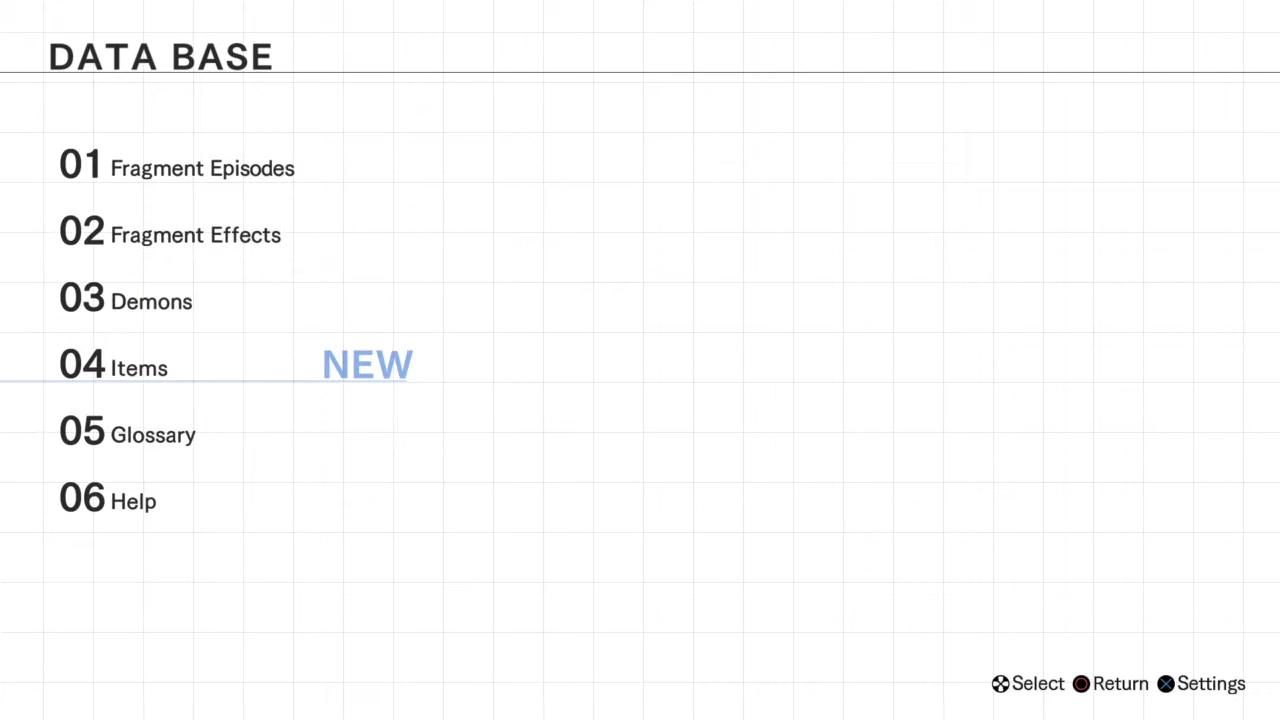 DATA BASE
01 Fragment Episodes
02 Fragment Effects
03 Demons
04 Items NEW
05 Glossary
06 Help
Select Return Settings